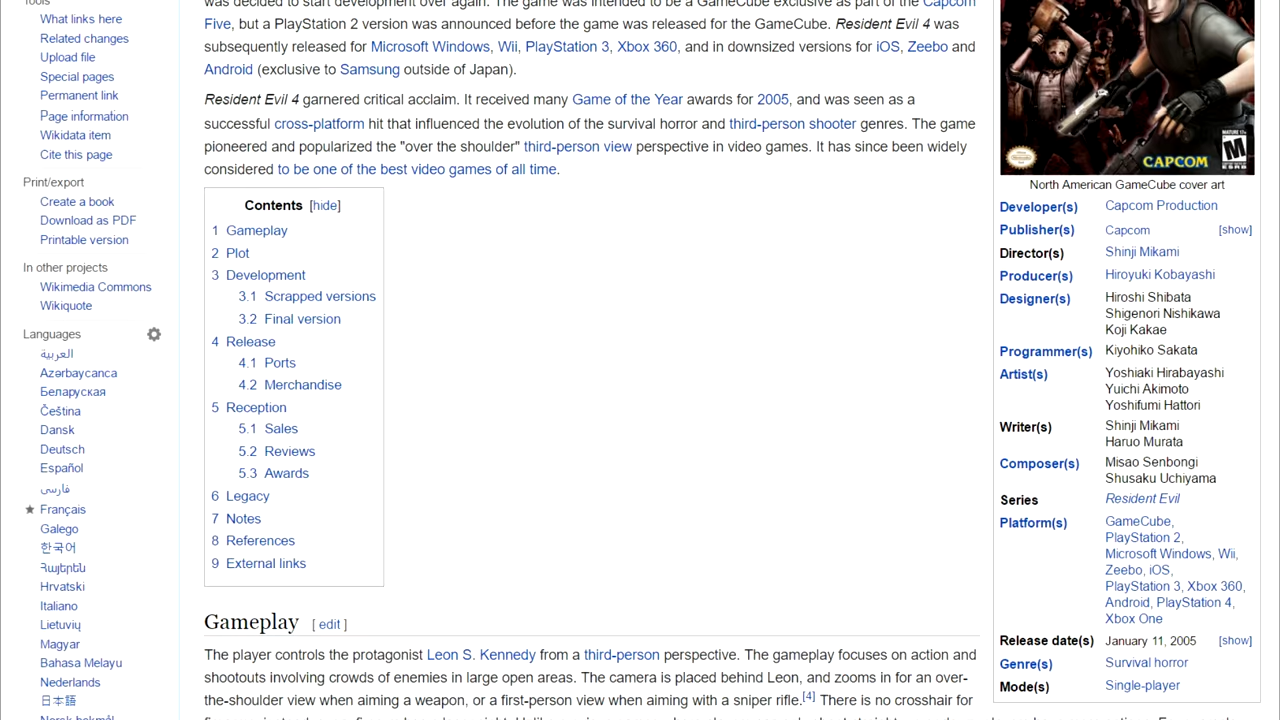 Tools
What links here
Related changes
Upload file
Special pages
Permanent link
Page information
Wikidata item
Cite this page
Print/export
Create a book
Download as PDF
Printable version
In other projects
Wikimedia Commons
Wikiquote
Languages
العربية
Azərbaycanca
Беларуская
Čeština
Dansk
Deutsch
Español
فارسی
Français
Galego
한국어
Հայերեն
Hrvatski
Italiano
Lietuvių
Magyar
Bahasa Melayu
Nederlands
日本語
Norsk bokmål
was decided to start development over again. The game was intended to be a GameCube exclusive as part of the Capcom
Five, but a PlayStation 2 version was announced before the game was released for the GameCube. Resident Evil 4 was
subsequently released for Microsoft Windows, Wii, PlayStation 3, Xbox 360, and in downsized versions for iOS, Zeebo and
Android (exclusive to Samsung outside of Japan).
Resident Evil 4 garnered critical acclaim. It received many Game of the Year awards for 2005, and was seen as a
successful cross-platform hit that influenced the evolution of the survival horror and third-person shooter genres. The game
pioneered and popularized the "over the shoulder" third-person view perspective in video games. It has since been widely
considered to be one of the best video games of all time.
Contents [hide]
1 Gameplay
2 Plot
3 Development
3.1 Scrapped versions
3.2 Final version
4 Release
4.1 Ports
4.2 Merchandise
5 Reception
5.1 Sales
5.2 Reviews
5.3 Awards
6 Legacy
7 Notes
8 References
9 External links
Gameplay [ edit ]
The player controls the protagonist Leon S. Kennedy from a third-person perspective. The gameplay focuses on action and
shootouts involving crowds of enemies in large open areas. The camera is placed behind Leon, and zooms in for an over-
the-shoulder view when aiming a weapon, or a first-person view when aiming with a sniper rifle.[4] There is no crosshair for
CAPCOM
MATURE 17+
M
ESRB
North American GameCube cover art
Developer(s) Capcom Production
Publisher(s) Capcom [show]
Director(s) Shinji Mikami
Producer(s) Hiroyuki Kobayashi
Designer(s) Hiroshi Shibata
Shigenori Nishikawa
Koji Kakae
Programmer(s) Kiyohiko Sakata
Artist(s) Yoshiaki Hirabayashi
Yuichi Akimoto
Yoshifumi Hattori
Writer(s) Shinji Mikami
Haruo Murata
Composer(s) Misao Senbongi
Shusaku Uchiyama
Series Resident Evil
Platform(s) GameCube,
PlayStation 2,
Microsoft Windows, Wii,
Zeebo, iOS,
PlayStation 3, Xbox 360,
Android, PlayStation 4,
Xbox One
Release date(s) January 11, 2005 [show]
Genre(s) Survival horror
Mode(s) Single-player